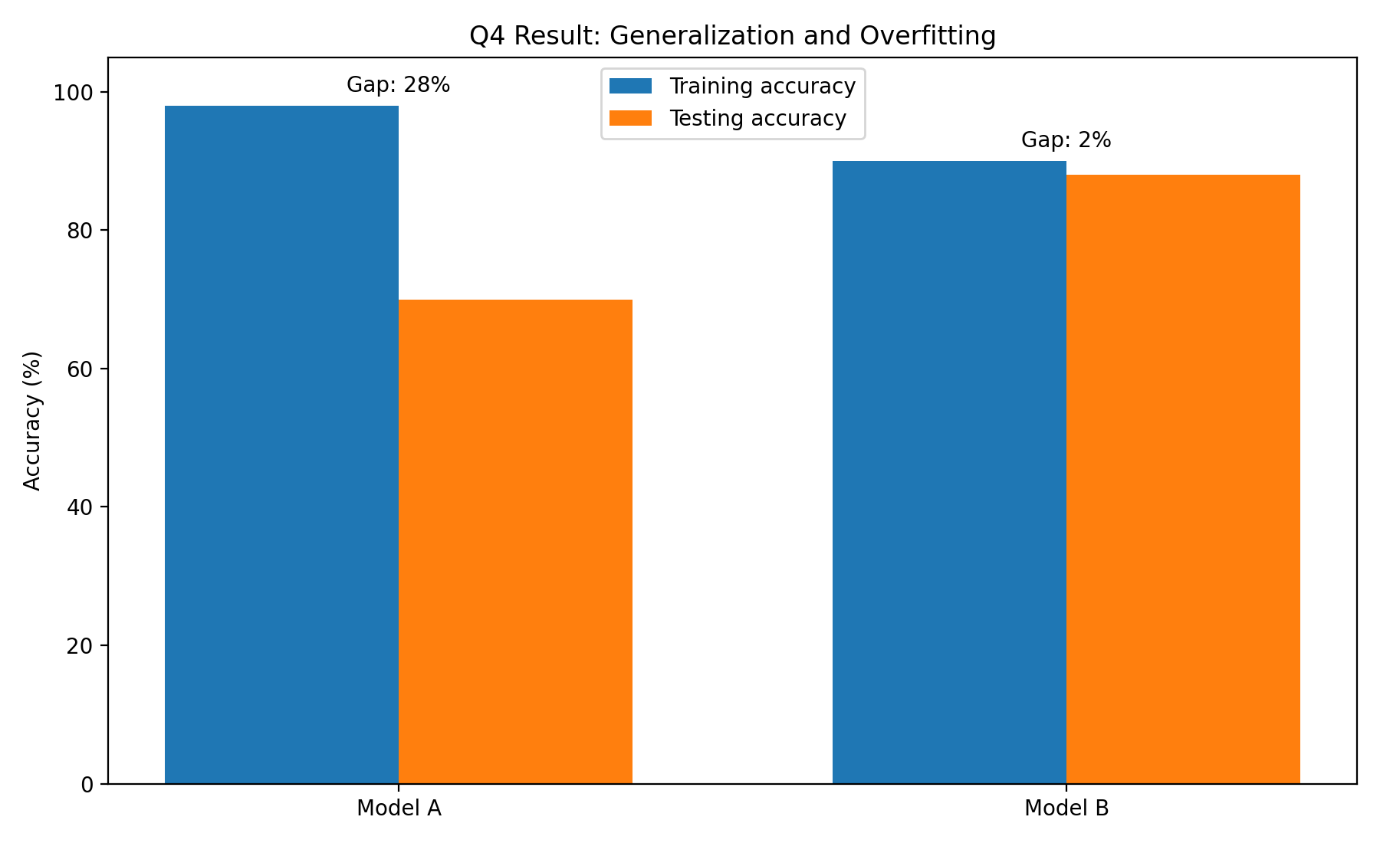 Q4 Result: Generalization and Overfitting
Gap: 28%
Training accuracy
Testing accuracy
Gap: 2%
Accuracy (%)
100
80
60
40
20
0
Model A
Model B